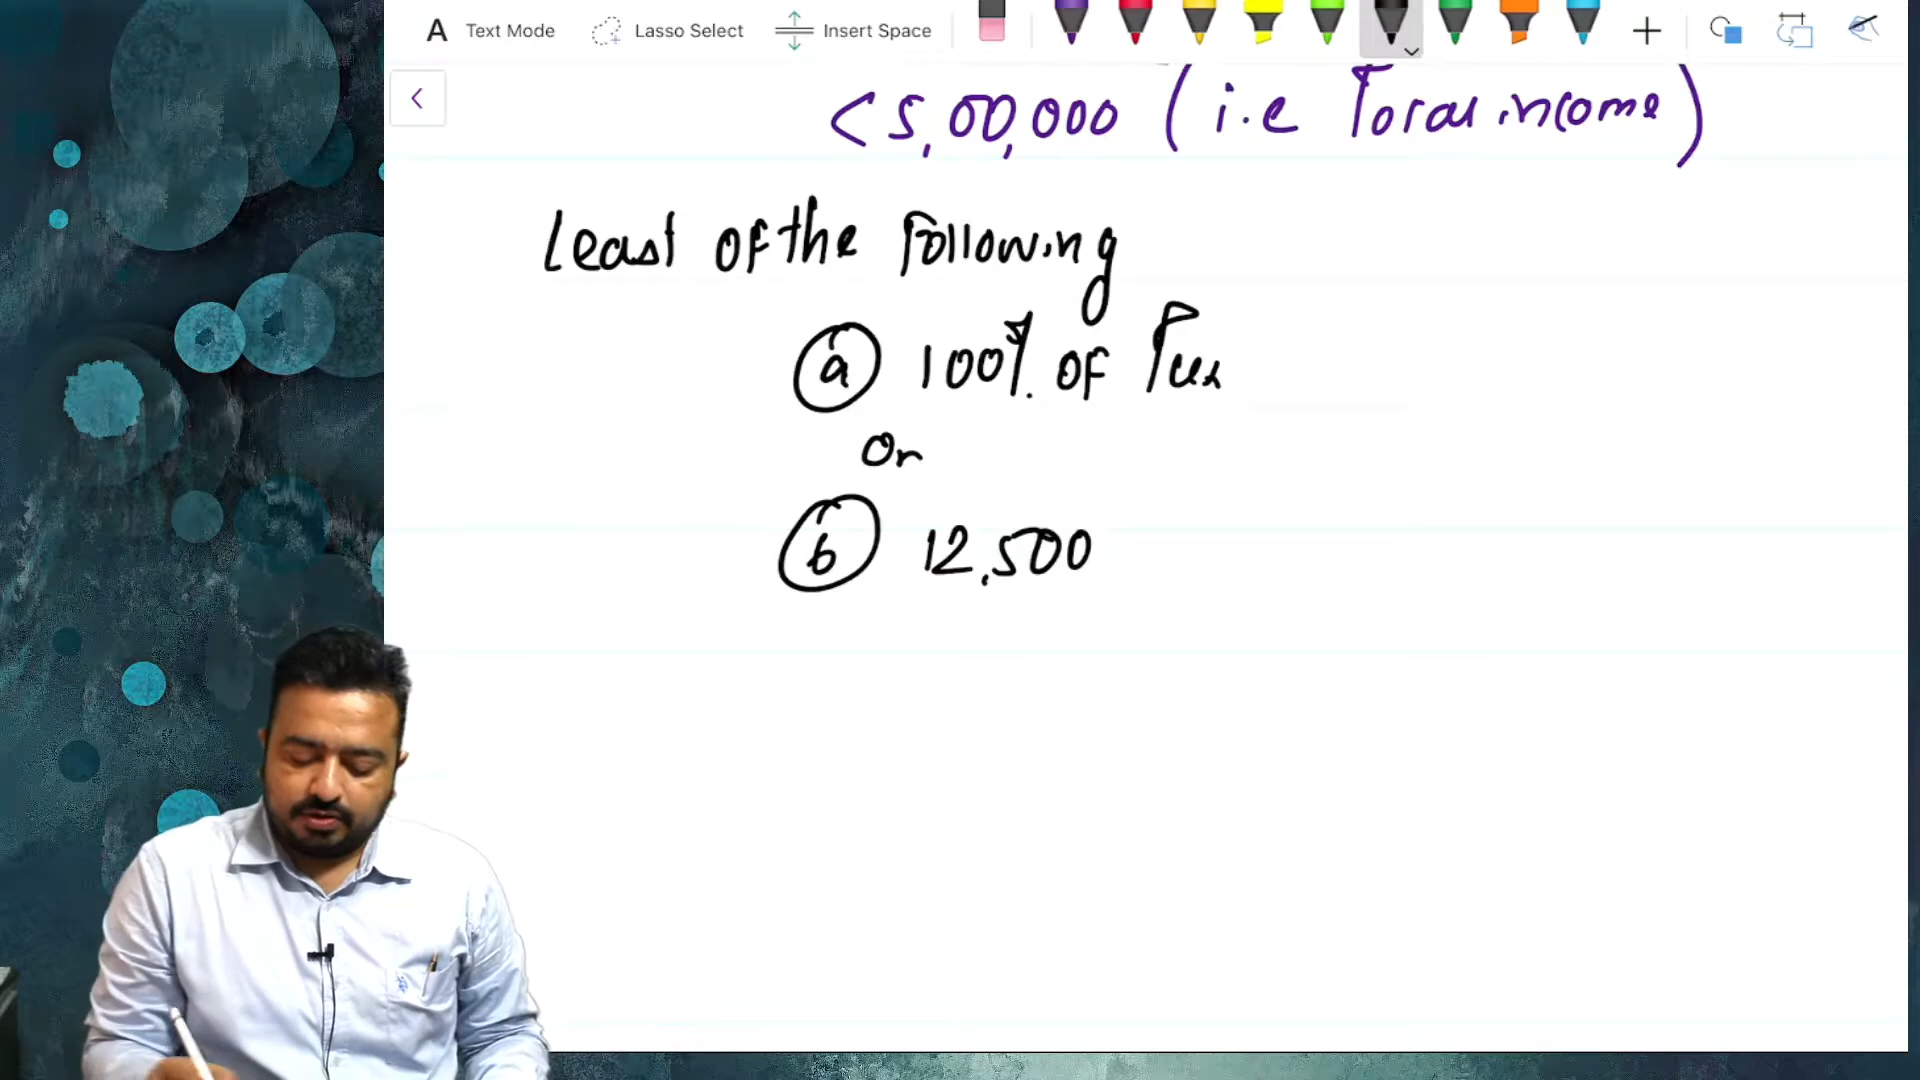 A Text Mode Lasso Select Insert Space
< 5,00,000 ( i.e Total income )
Least of the following
a 100% of Tax
Or
b 12,500